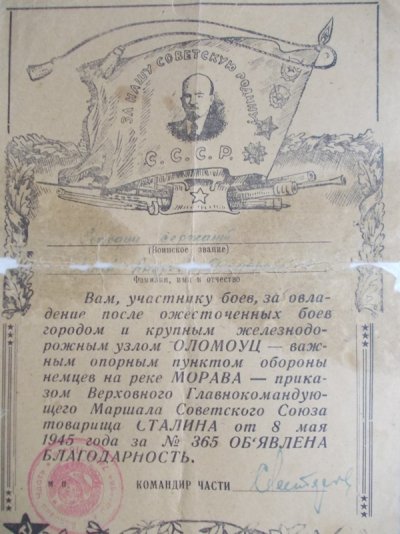 ЗА НАШУ СОВЕТСКУЮ РОДИНУ!
С.С.С.Р.
сержант
(Воинское звание)
Фамилия, имя и отчество
Вам, участнику боев, за овла-
дение после ожесточенных боев
городом и крупным железнодо-
рожным узлом ОЛОМОУЦ — важ-
ным опорным пунктом обороны
немцев на реке МОРАВА — прика-
зом Верховного Главнокомандую-
щего Маршала Советского Союза
товарища СТАЛИНА от 8 мая
1945 года за № 365 ОБ'ЯВЛЕНА
БЛАГОДАРНОСТЬ.
м п КОМАНДИР ЧАСТИ